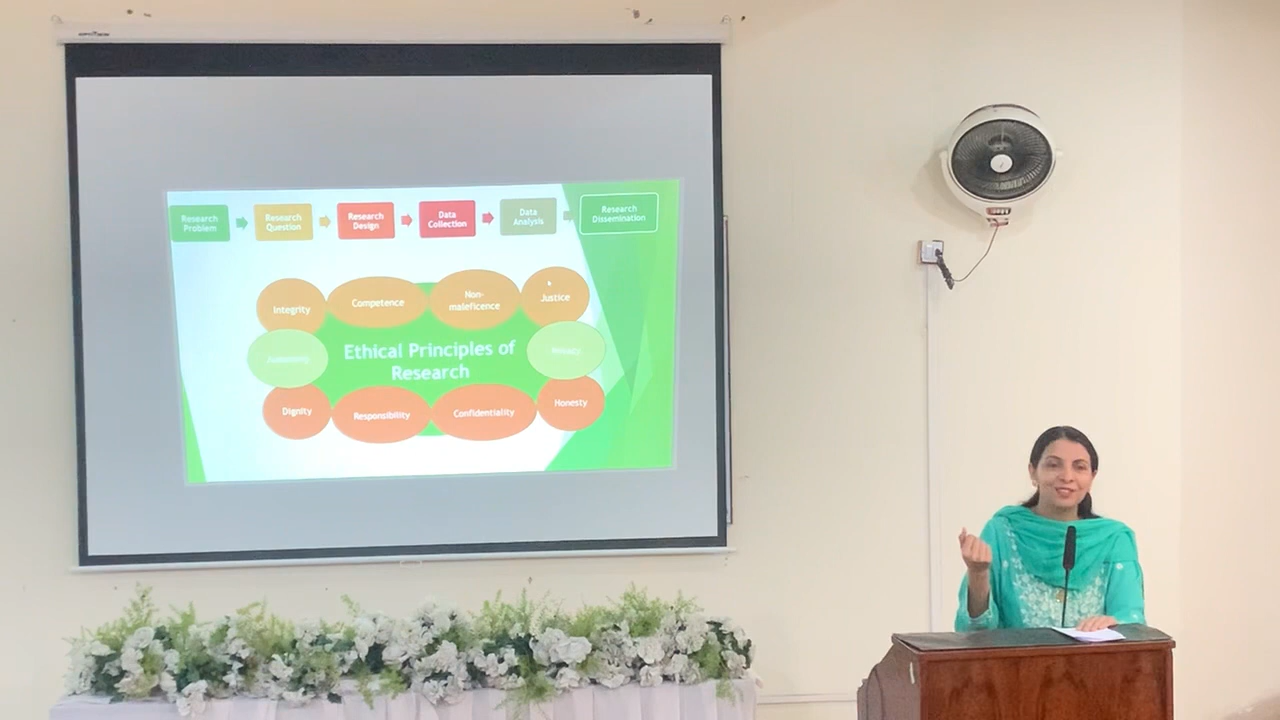 Research
Problem
Research
Question
Research
Design
Data
Collection
Data
Analysis
Research
Dissemination
Integrity
Competence
Non-
maleficence
Justice
Ethical Principles of
Research
Privacy
Dignity
Responsibility
Confidentiality
Honesty